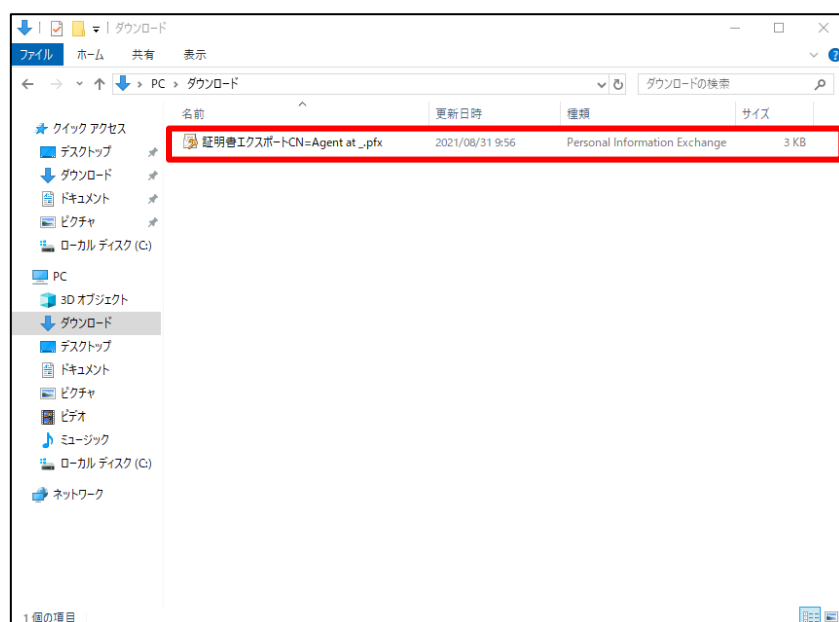 ダウンロード
ファイル ホーム 共有 表示
PC › ダウンロード ダウンロードの検索
名前 更新日時 種類 サイズ
クイック アクセス
証明書エクスポートCN=Agent at _.pfx 2021/08/31 9:56 Personal Information Exchange 3 KB
デスクトップ
ダウンロード
ドキュメント
ピクチャ
ローカル ディスク (C:)
PC
3D オブジェクト
ダウンロード
デスクトップ
ドキュメント
ピクチャ
ビデオ
ミュージック
ローカル ディスク (C:)
ネットワーク
1 個の項目